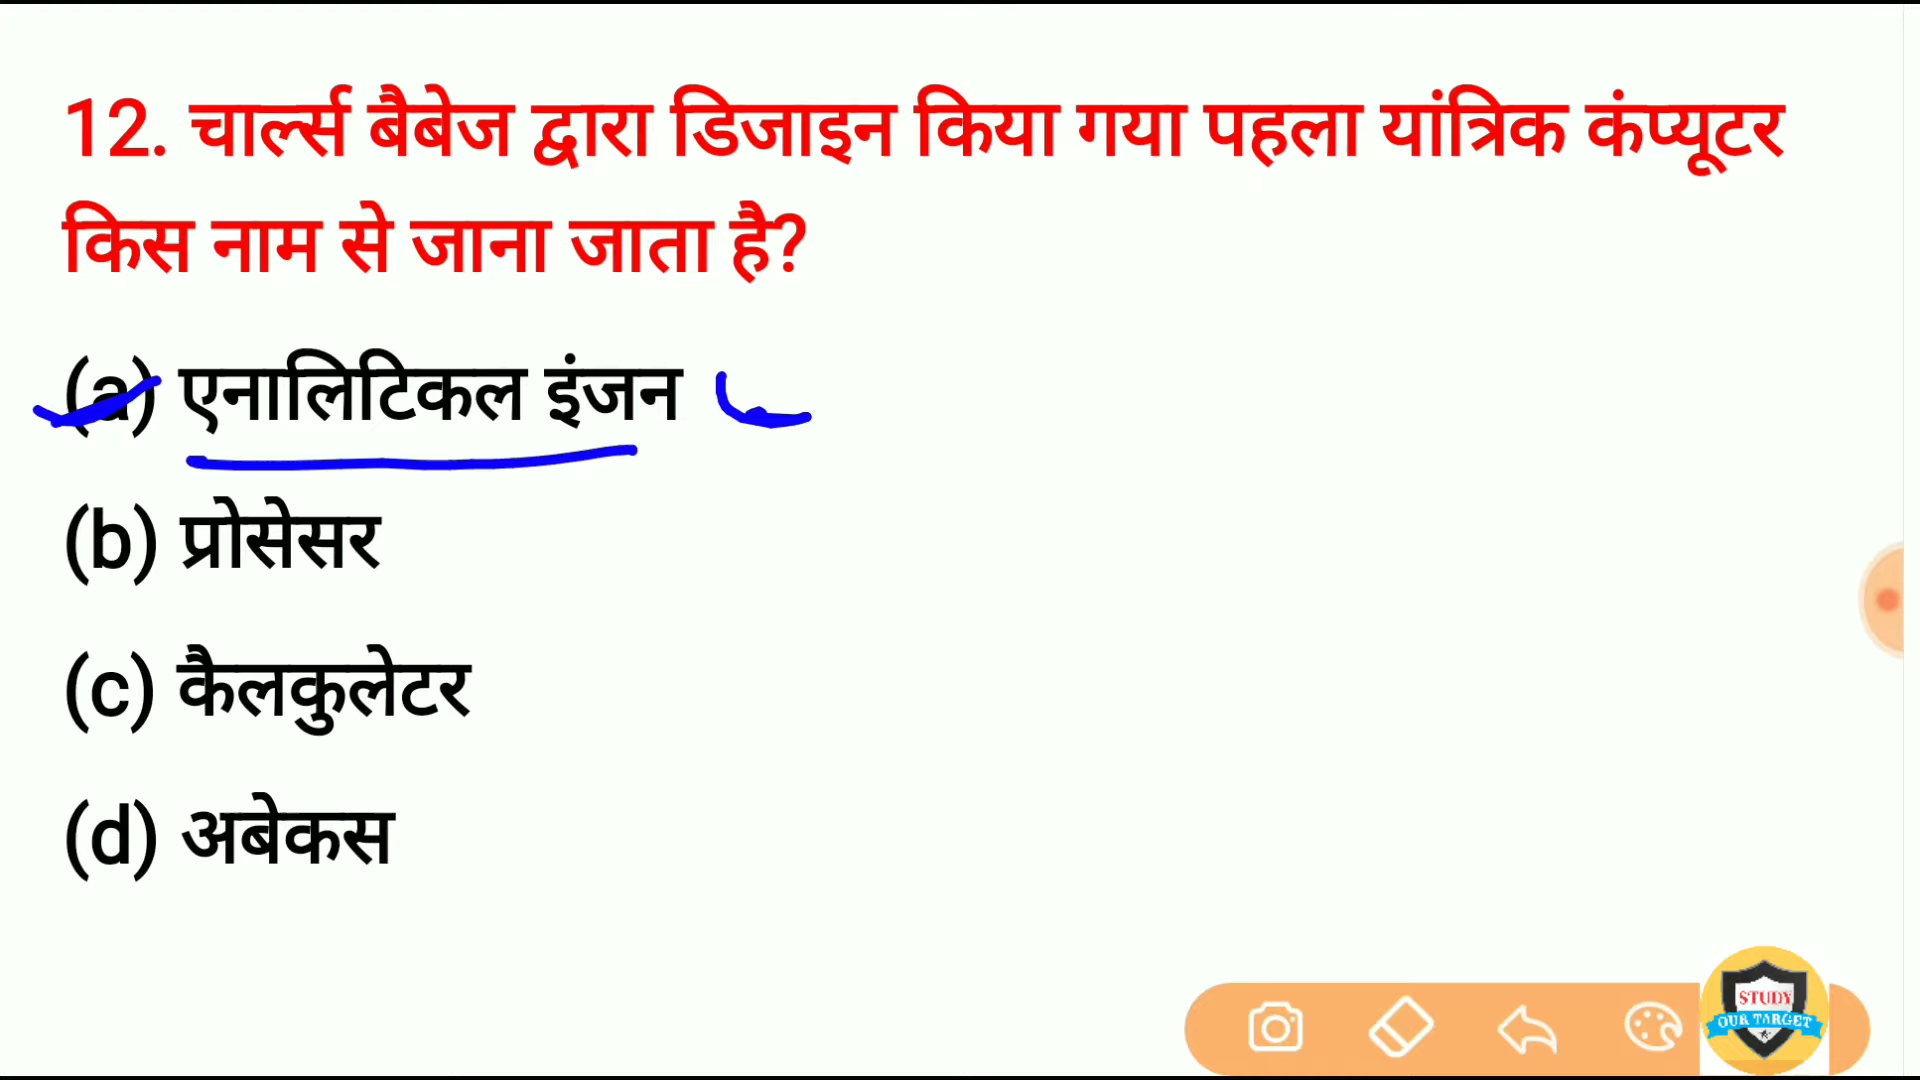 12. चार्ल्स बैबेज द्वारा डिजाइन किया गया पहला यांत्रिक कंप्यूटर
किस नाम से जाना जाता है?
(a) एनालिटिकल इंजन
(b) प्रोसेसर
(c) कैलकुलेटर
(d) अबेकस
STUDY
OUR TARGET